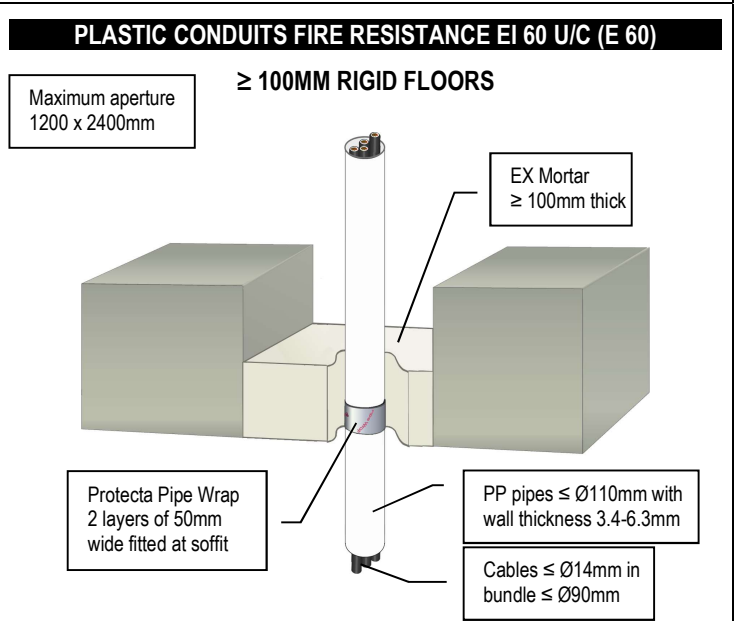 PLASTIC CONDUITS FIRE RESISTANCE EI 60 U/C (E 60)
≥ 100MM RIGID FLOORS
Maximum aperture
1200 x 2400mm
EX Mortar
≥ 100mm thick
Protecta Pipe Wrap
2 layers of 50mm
wide fitted at soffit
PP pipes ≤ Ø110mm with
wall thickness 3.4-6.3mm
Cables ≤ Ø14mm in
bundle ≤ Ø90mm